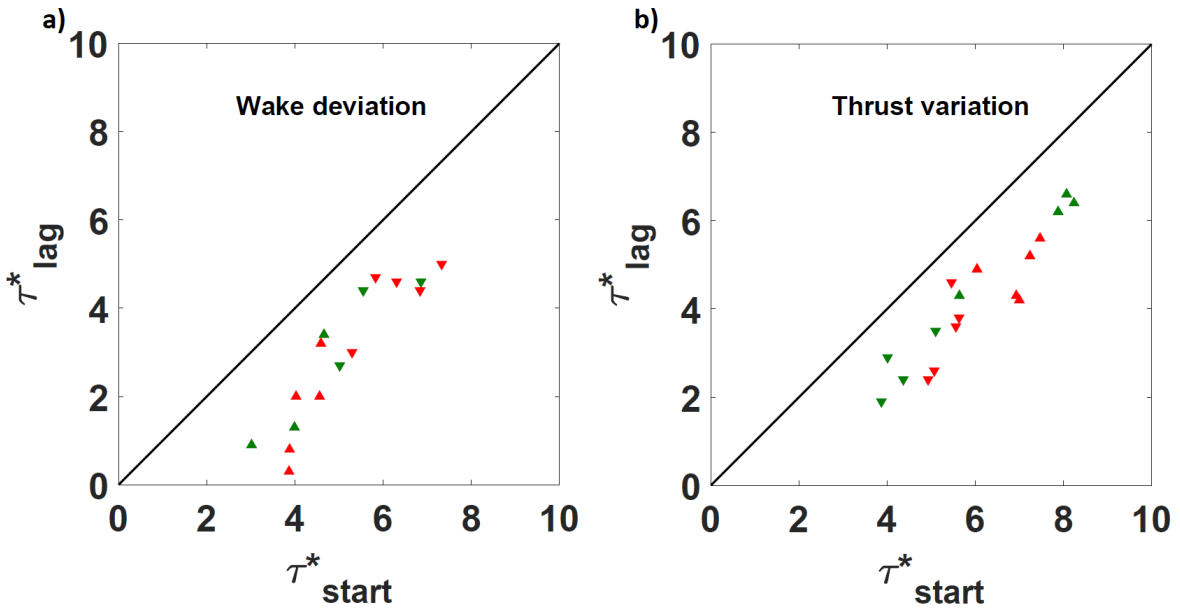 a)
Wake deviation
10
8
6
4
2
0
τ* lag
0 2 4 6 8 10
τ* start
b)
Thrust variation
10
8
6
4
2
0
τ* lag
0 2 4 6 8 10
τ* start